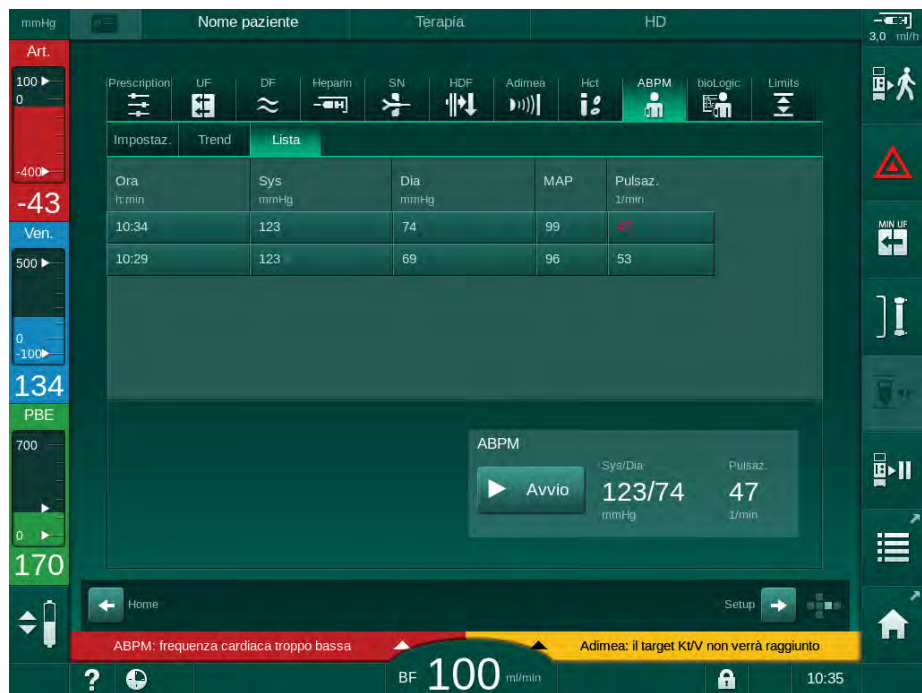 mmHg Nome paziente Terapia HD 3,0 ml/h
Art.
100
0
-400
-43
Ven.
500
0
-100
134
PBE
700
0
170
Prescription UF DF Heparin SN HDF Adimea Hct ABPM bioLogic Limits
Impostaz. Trend Lista
Ora Sys Dia MAP Pulsaz.
h:min mmHg mmHg 1/min
10:34 123 74 99 47
10:29 123 69 96 53
ABPM
Avvio
Sys/Dia Pulsaz.
123/74 47
mmHg 1/min
MIN UF
Home Setup
ABPM: frequenza cardiaca troppo bassa Adimea: il target Kt/V non verrà raggiunto
? BF 100 ml/min 10:35